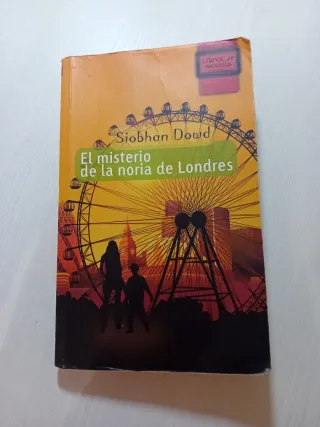 Siobhan Dowd
El misterio
de la noria de Londres